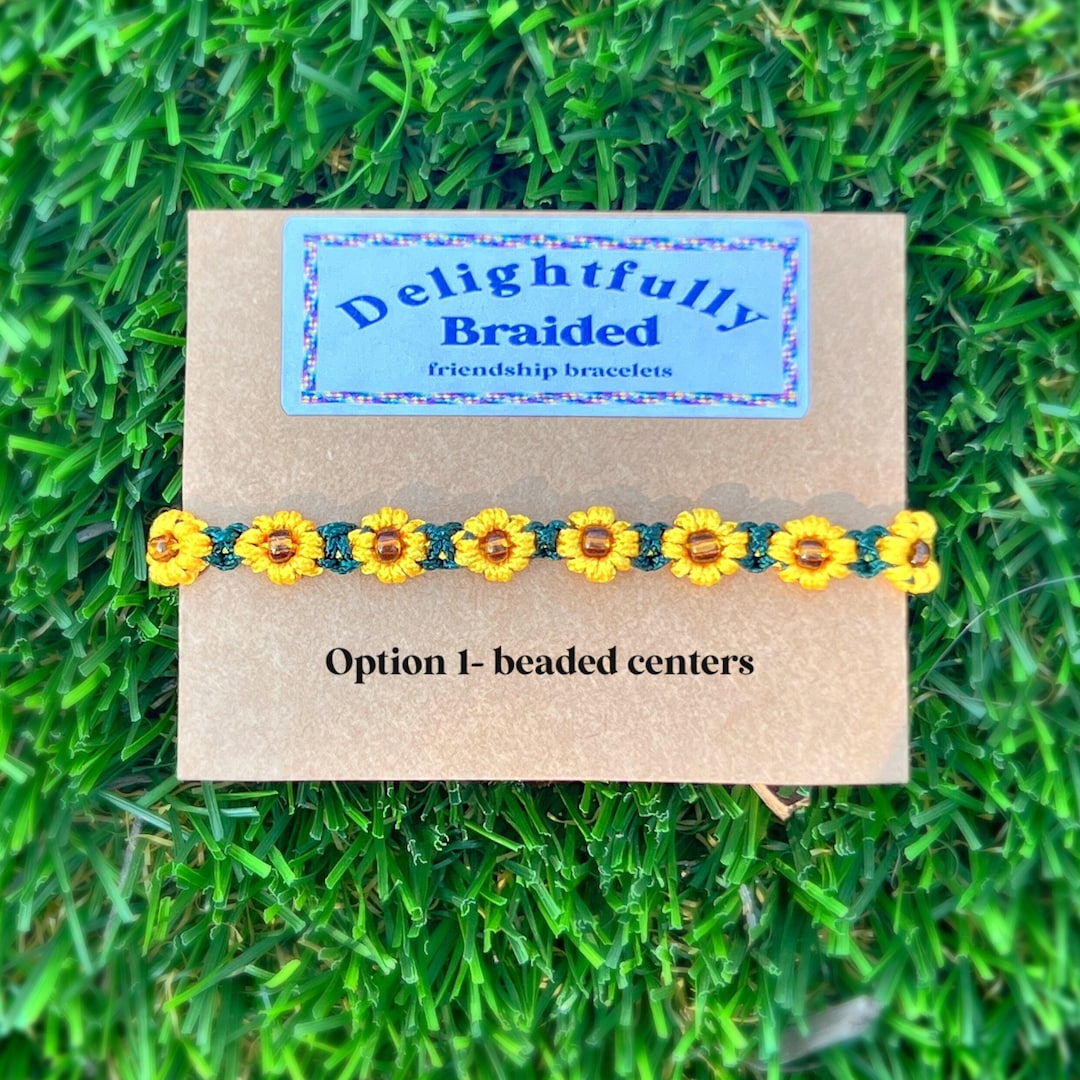 Delightfully
Braided
friendship bracelets
Option 1- beaded centers